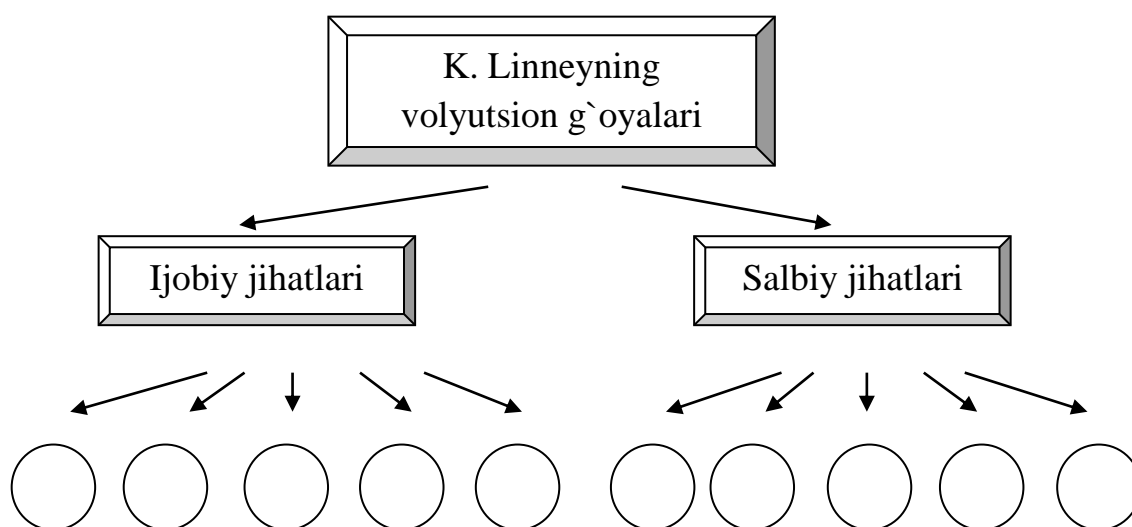 K. Linneyning
volyutsion g`oyalari
Ijobiy jihatlari
Salbiy jihatlari